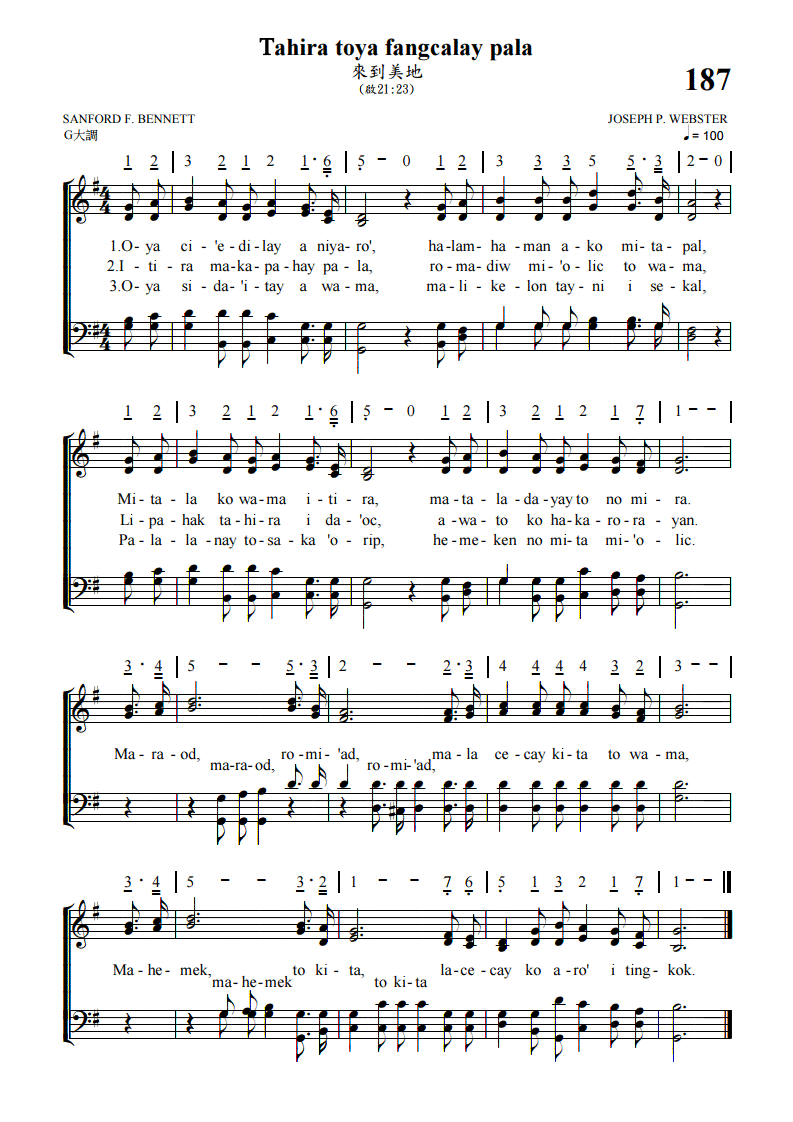 Tahira toya fangcalay pala
來到美地
(啟21:23)
187
SANFORD F. BENNETT
JOSEPH P. WEBSTER
G大調
♩= 100
1 2 | 3 2 1 2 1· 6 | 5 – 0 1 2 | 3 3 3 5 5· 3 | 2 – 0 |
1.O- ya ci - 'e - di - lay a ni ya - ro', ha - lam - ha - man a - ko mi - ta - pal,
2.I - ti - ra ma - ka - pa - hay pa - la, ro - ma - diw mi - 'o - lic to wa - ma,
3.O - ya si - da - 'i - tay a wa - ma, ma - li - ke - lon tay - ni i se - kal,
1 2 | 3 2 1 2 1· 6 | 5 – 0 1 2 | 3 2 1 2 1 7 | 1 – – |
Mi - ta - la ko wa - ma i - ti - ra, ma - ta - la - da - yay to no mi - ra.
Li - pa - hak ta - hi - ra i da - 'oc, a - wa - to ko ha - ka - ro - ra - yan.
Pa - la - la - nay to - sa - ka 'o - rip, he - me - ken no mi - ta mi - 'o - lic.
3· 4 | 5 – – 5· 3 | 2 – – 2· 3 | 4 4 4 4 3 2 | 3 – – |
Ma - ra - od, ro - mi - 'ad, ma - la ce - cay ki - ta to wa - ma,
ma - ra - od, ro - mi - 'ad,
3· 4 | 5 – – 3· 2 | 1 – – 7 6 | 5 1 3 2 1 7 | 1 – – ‖
Ma - he - mek, to ki - ta, la - ce - cay ko a - ro' i ting - kok.
ma - he - mek to ki - ta